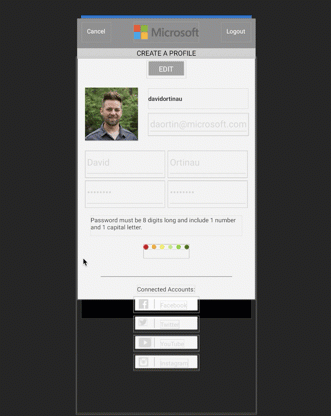 Cancel
Microsoft
Logout
CREATE A PROFILE
EDIT
davidortinau
daortin@microsoft.com
David
Ortinau
Password must be 8 digits long and include 1 number
and 1 capital letter.
Connected Accounts:
Facebook
Twitter
YouTube
Instagram